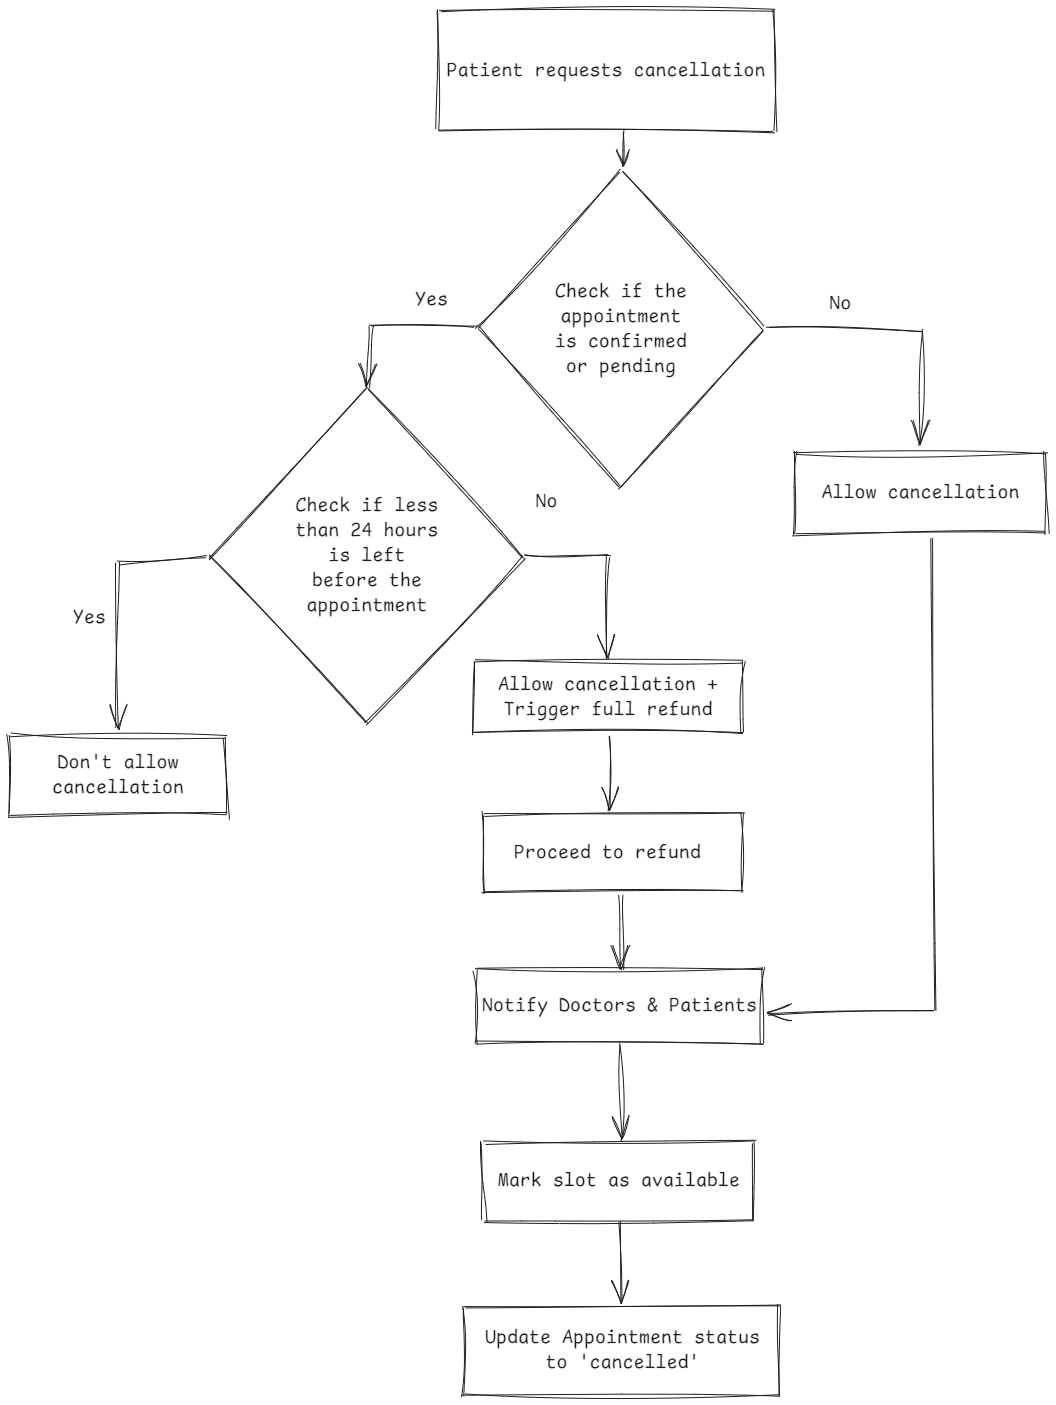 Patient requests cancellation
Check if the
appointment
is confirmed
or pending
Yes
No
Check if less
than 24 hours
is left
before the
appointment
No
Allow cancellation
Yes
Allow cancellation +
Trigger full refund
Don't allow
cancellation
Proceed to refund
Notify Doctors & Patients
Mark slot as available
Update Appointment status
to 'cancelled'